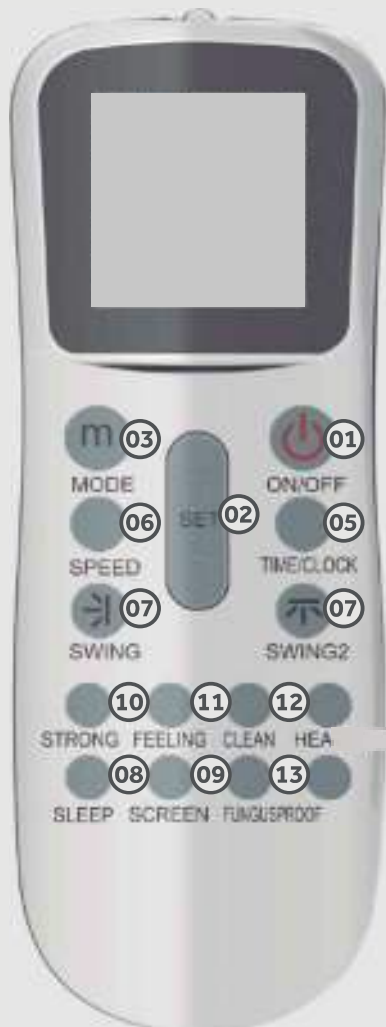 m 03 01
MODE ON/OFF
SET 02
06 05
SPEED TIME/CLOCK
07 07
SWING SWING2
10 11 12
STRONG FEELING CLEAN HEA
08 09 13
SLEEP SCREEN FUNGUSPROOF